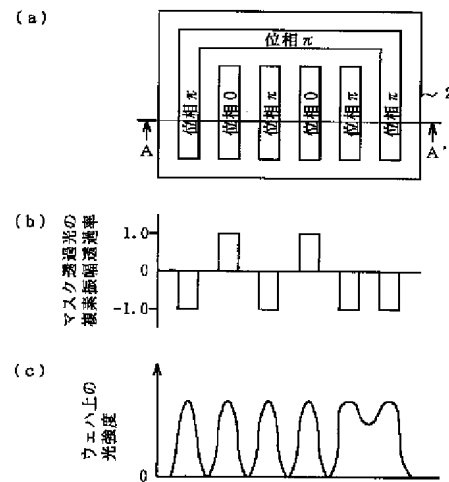 (a)
位相π
位相π
位相0
位相π
位相0
位相π
位相π
2
A
A'
(b)
マスク透過光の
複素振幅透過率
1.0
0
-1.0
(c)
ウェハ上の
光強度
0